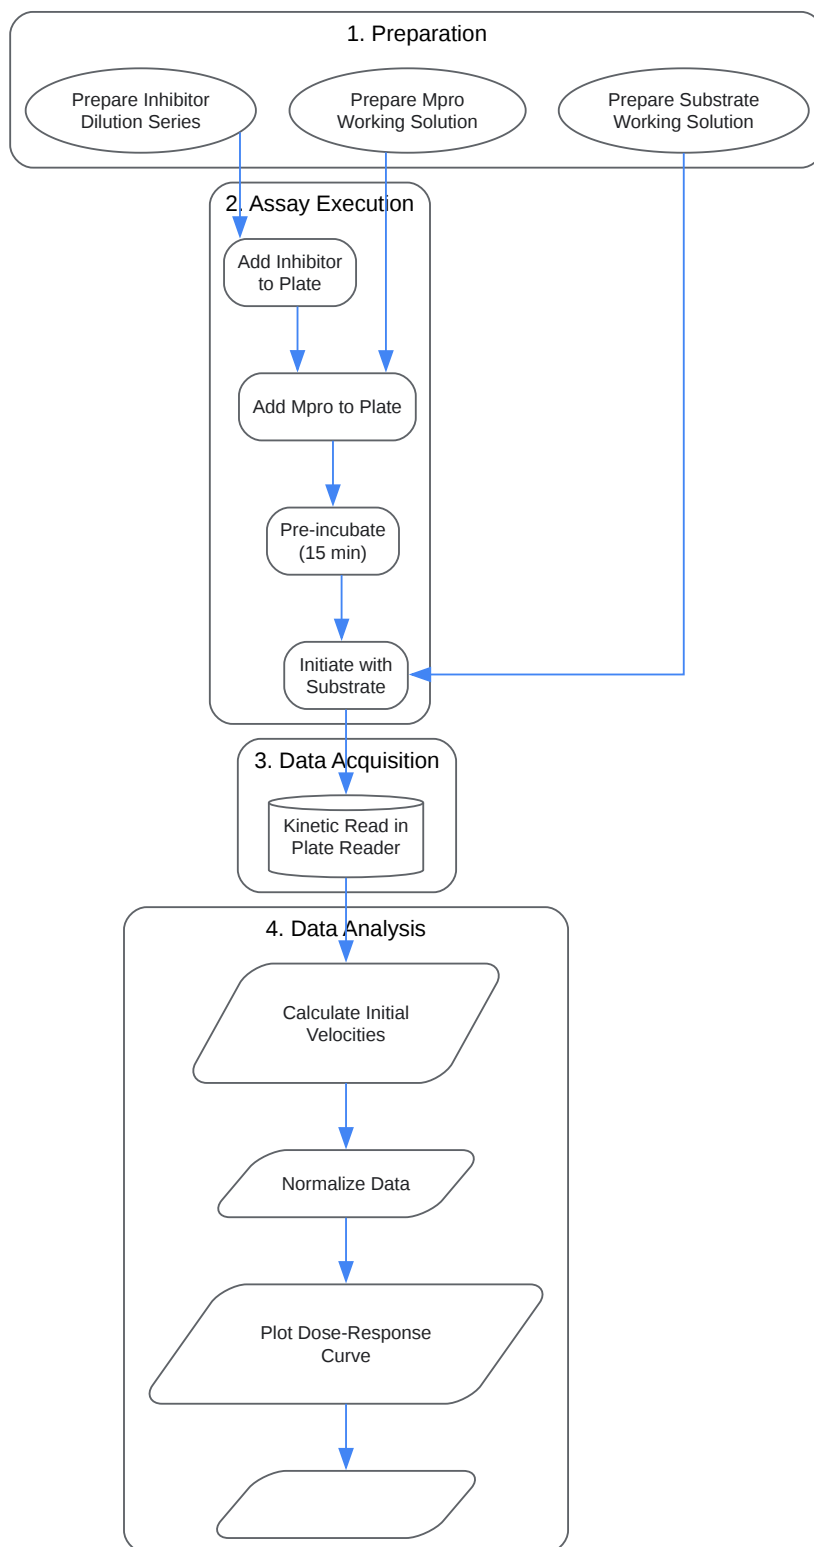 1. Preparation
Prepare Inhibitor
Dilution Series
Prepare Mpro
Working Solution
Prepare Substrate
Working Solution
2. Assay Execution
Add Inhibitor
to Plate
Add Mpro to Plate
Pre-incubate
(15 min)
Initiate with
Substrate
3. Data Acquisition
Kinetic Read in
Plate Reader
4. Data Analysis
Calculate Initial
Velocities
Normalize Data
Plot Dose-Response
Curve